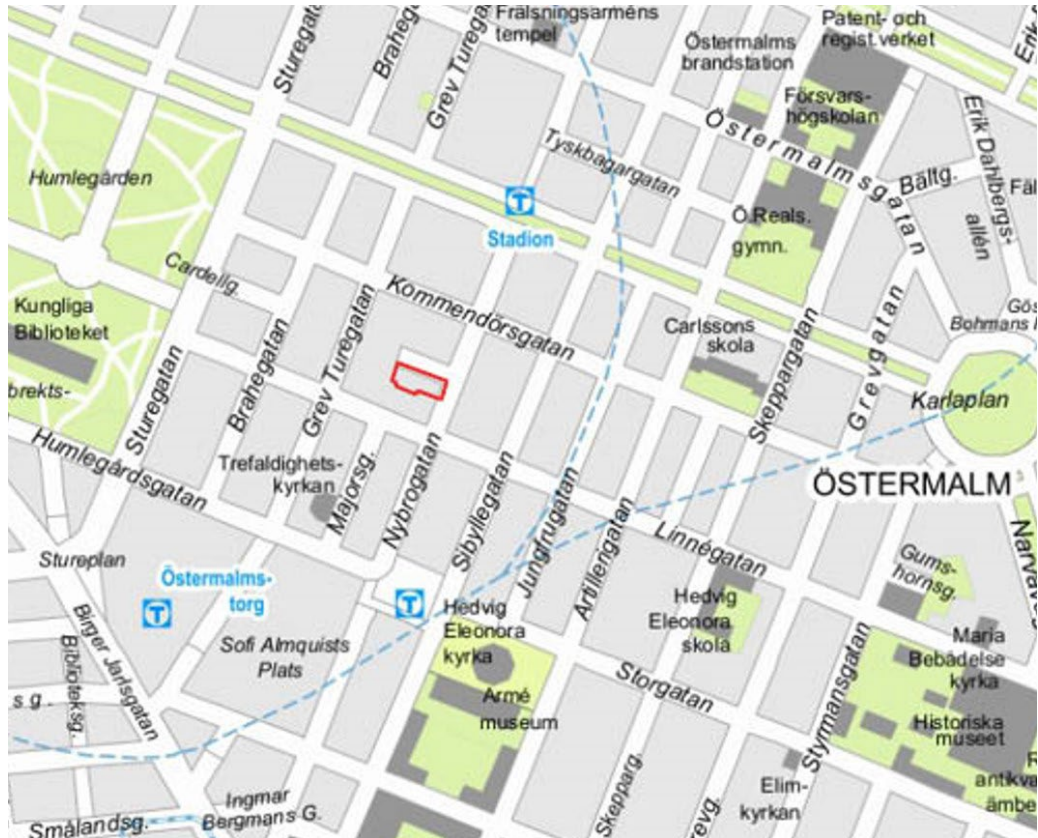 Frälsningsarméns
tempel
Patent- och
regist.verket
Östermalms
brandstation
Försvars-
högskolan
Sturegatan
Brahegatan
Grev Turegatan
Östermalmsgatan
Tyskbagargatan
Bältg.
Erik Dahlbergs-
allén
Humlegården
T
Stadion
Ö.Reals.
gymn.
Cardellg.
Kommendörsgatan
Kungliga
Biblioteket
Carlssons
skola
Bohmans
Karlaplan
Sturegatan
Brahegatan
Grev Turegatan
Skeppargatan
Grevgatan
Humlegårdsgatan
Trefaldighets-
kyrkan
Majorsg.
Nybrogatan
Sibyllegatan
Jungfrugatan
Artillerigatan
Linnégatan
ÖSTERMALM
Stureplan
Östermalms-
torg
T
T
Gums-
hornsg.
Hedvig
Eleonora
kyrka
Hedvig
Eleonora
skola
Maria
Bebådelse
kyrka
Birger Jarlsgatan
Biblioteksg.
Sofi Almquists
Plats
Armé
museum
Storgatan
Styrmansgatan
Historiska
museet
Skepparg.
Elim-
kyrkan
Ingmar
Bergmans G.
Smålandsg.